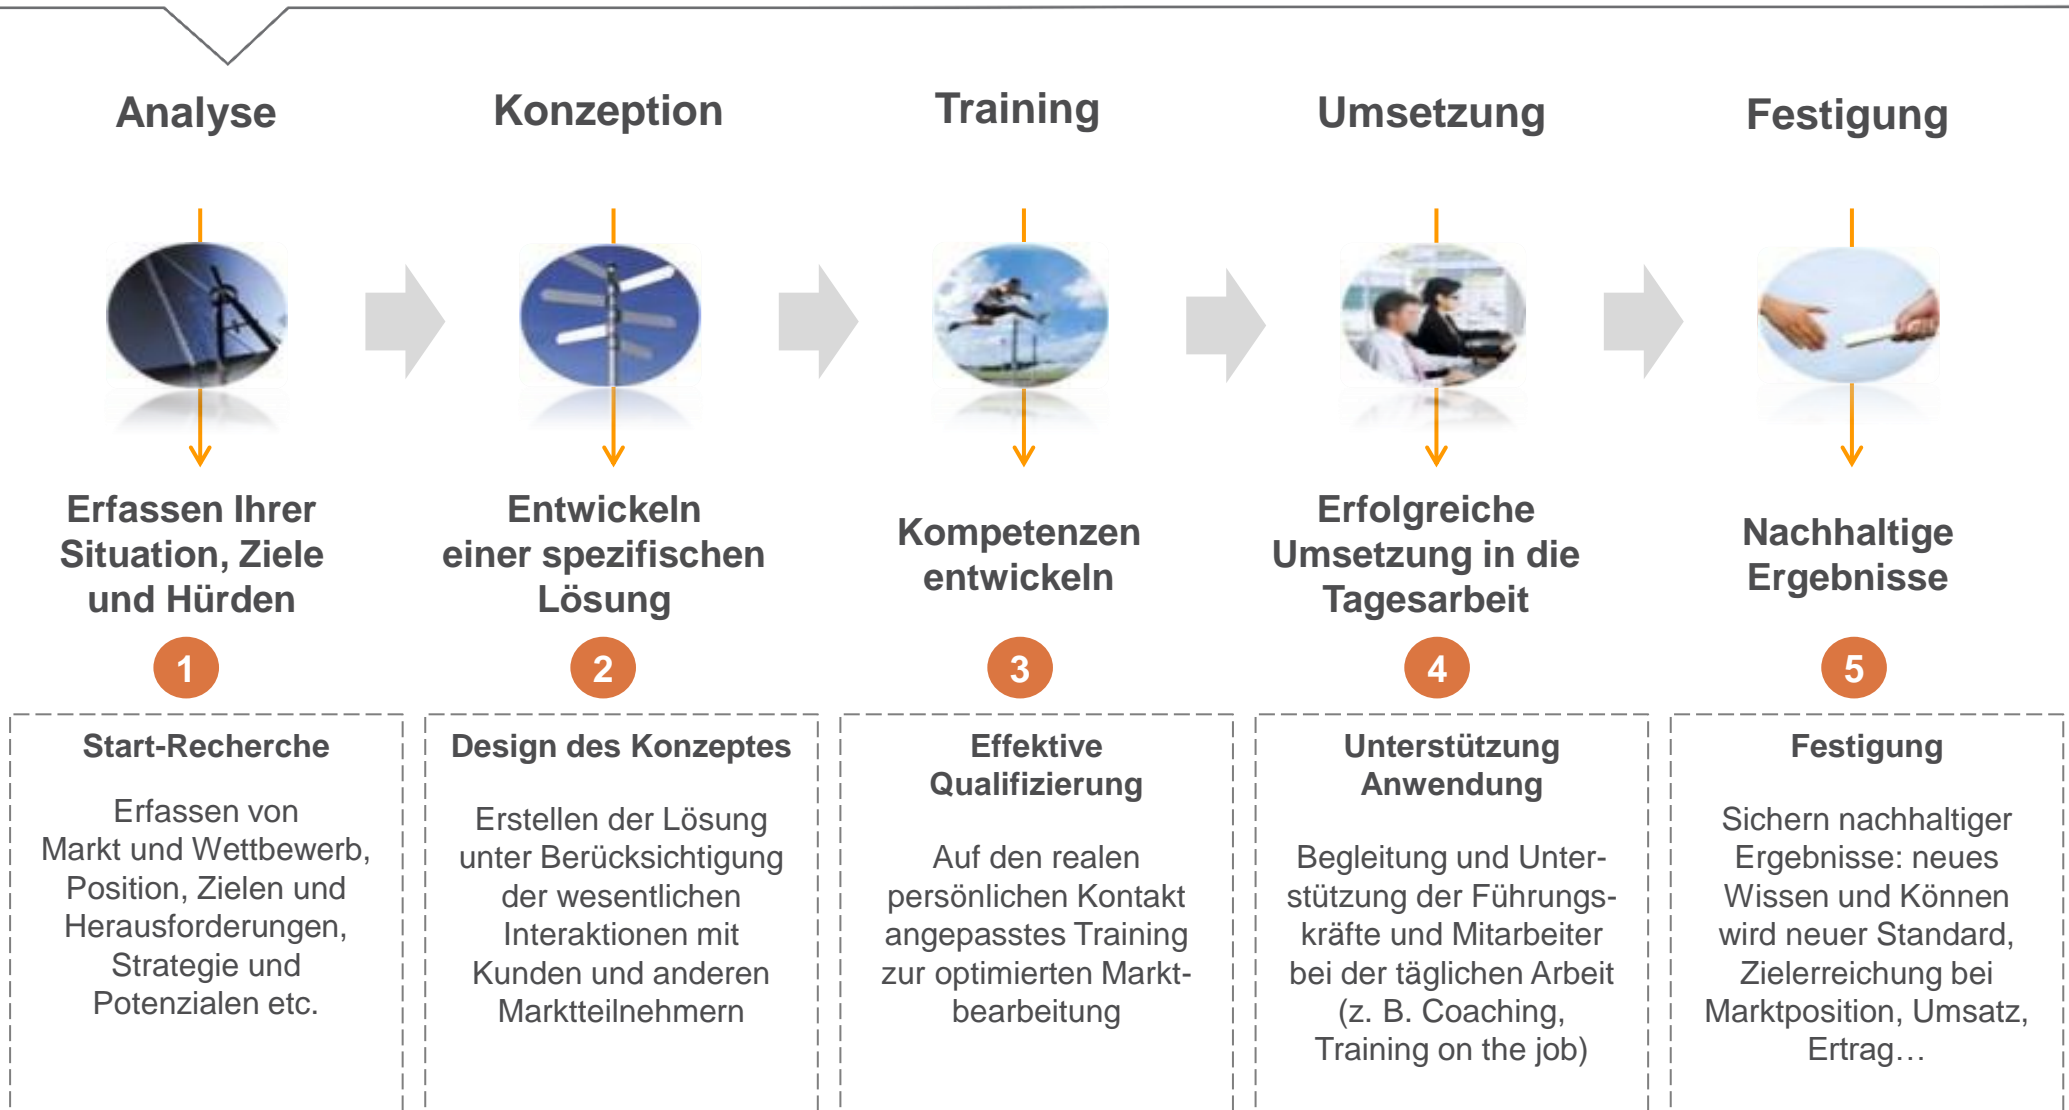 Analyse
Konzeption
Training
Umsetzung
Festigung
Erfassen Ihrer
Situation, Ziele
und Hürden
Entwickeln
einer spezifischen
Lösung
Kompetenzen
entwickeln
Erfolgreiche
Umsetzung in die
Tagesarbeit
Nachhaltige
Ergebnisse
1
2
3
4
5
Start-Recherche
Erfassen von
Markt und Wettbewerb,
Position, Zielen und
Herausforderungen,
Strategie und
Potenzialen etc.
Design des Konzeptes
Erstellen der Lösung
unter Berücksichtigung
der wesentlichen
Interaktionen mit
Kunden und anderen
Marktteilnehmern
Effektive
Qualifizierung
Auf den realen
persönlichen Kontakt
angepasstes Training
zur optimierten Markt-
bearbeitung
Unterstützung
Anwendung
Begleitung und Unter-
stützung der Führungs-
kräfte und Mitarbeiter
bei der täglichen Arbeit
(z. B. Coaching,
Training on the job)
Festigung
Sichern nachhaltiger
Ergebnisse: neues
Wissen und Können
wird neuer Standard,
Zielerreichung bei
Marktposition, Umsatz,
Ertrag…